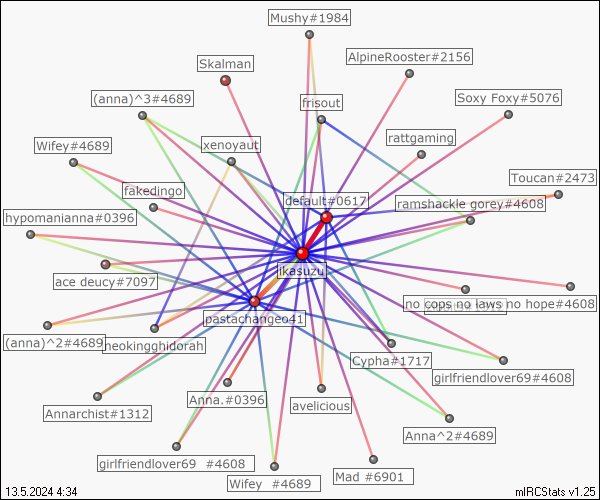 Mushy#1984
AlpineRooster#2156
Skalman
(anna)^3#4689
frisout
Soxy Foxy#5076
Wifey#4689
xenoyaut
rattgaming
fakedingo
default#0617
Toucan#2473
hypomanianna#0396
ramshackle gorey#4608
ikasuzu
ace deucy#7097
no cops no laws no hope#4608
pastachangeo41
(anna)^2#4689
neokingghidorah
Cypha#1717
girlfriendlover69#4608
Annarchist#1312
Anna.#0396
avelicious
Anna^2#4689
girlfriendlover69 #4608
Wifey #4689
Mad #6901
13.5.2024 4:34
mIRCStats v1.25